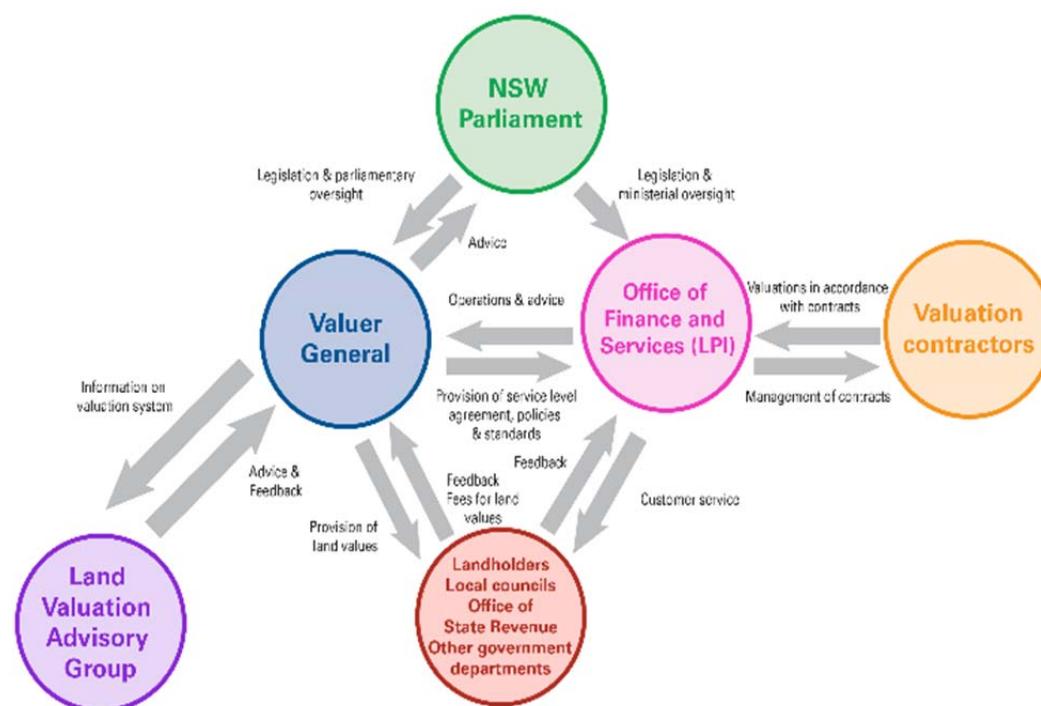 NSW
Parliament
Legislation & parliamentary
oversight
Legislation &
ministerial oversight
Advice
Valuer
General
Operations & advice
Office of
Finance and
Services (LPI)
Valuations in accordance
with contracts
Valuation
contractors
Information on
valuation system
Provision of service level
agreement, policies
& standards
Management of contracts
Advice &
Feedback
Feedback
Fees for land
values
Feedback
Customer service
Provision of
land values
Land
Valuation
Advisory
Group
Landholders
Local councils
Office of
State Revenue
Other government
departments